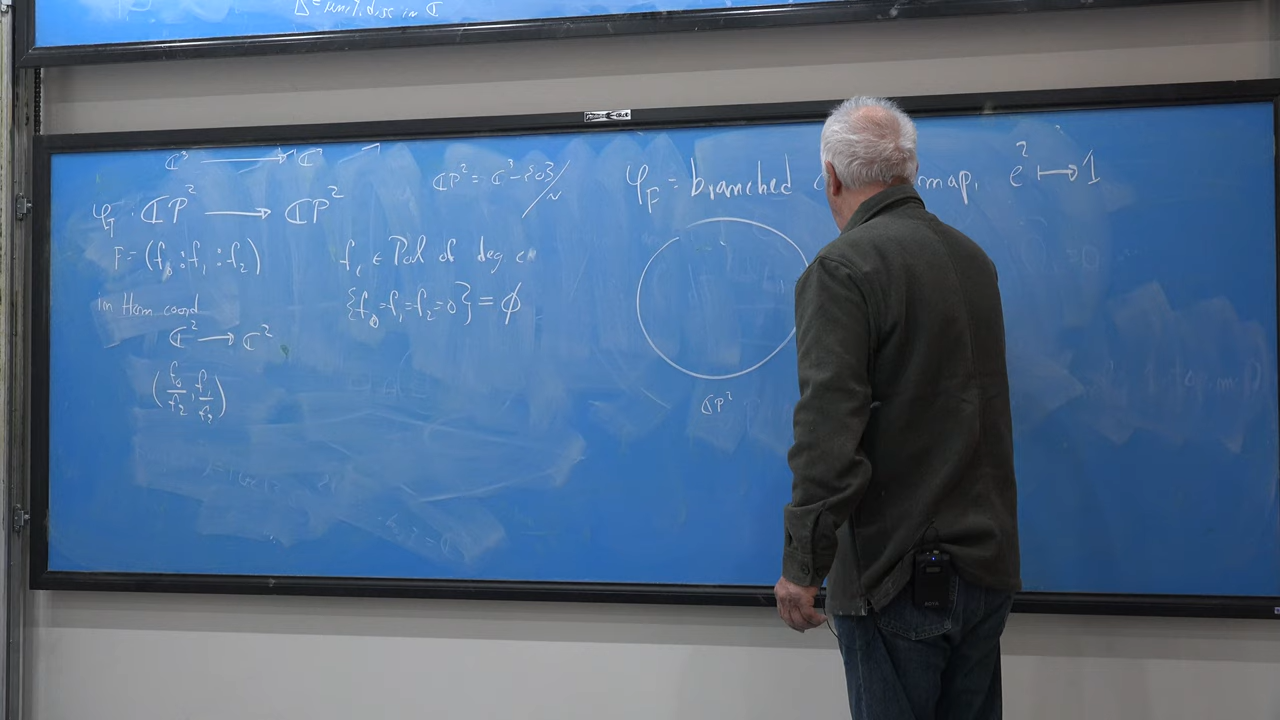 Δ = unit disc in ℂ
ℂ³ ⟶ ℂ³
φ_F : ℂP² ⟶ ℂP²
F = (f₀ : f₁ : f₂)
in Hom coord
ℂ² ⟶ ℂ²
(f₀/f₂, f₁/f₂)
ℂP² = ℂ³-{0}/~
fᵢ ∈ Pol of deg e
{f₀=f₁=f₂=0} = ϕ
φ_F = branched map, e² ⟼ 1
ℂP²